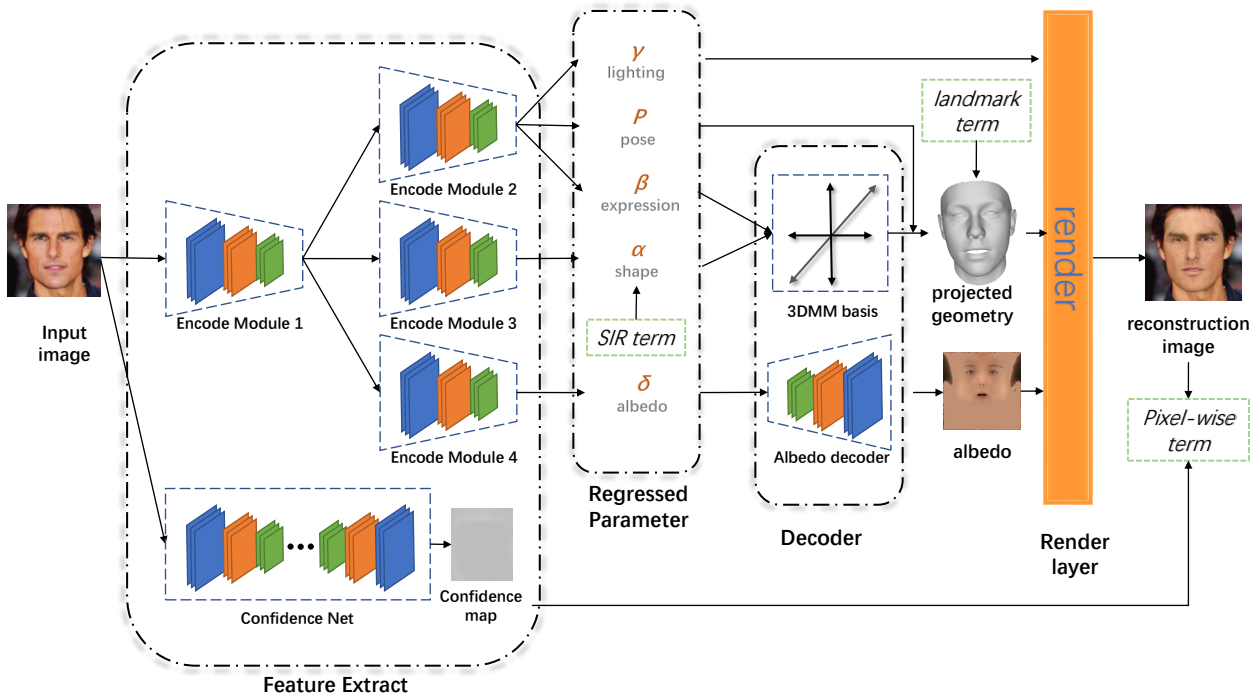 Input
image
Encode Module 1
Encode Module 2
Encode Module 3
Encode Module 4
Confidence Net
Confidence
map
Feature Extract
γ
lighting
P
pose
β
expression
α
shape
SIR term
δ
albedo
Regressed
Parameter
3DMM basis
Albedo decoder
Decoder
landmark
term
projected
geometry
albedo
render
Render
layer
reconstruction
image
Pixel-wise
term